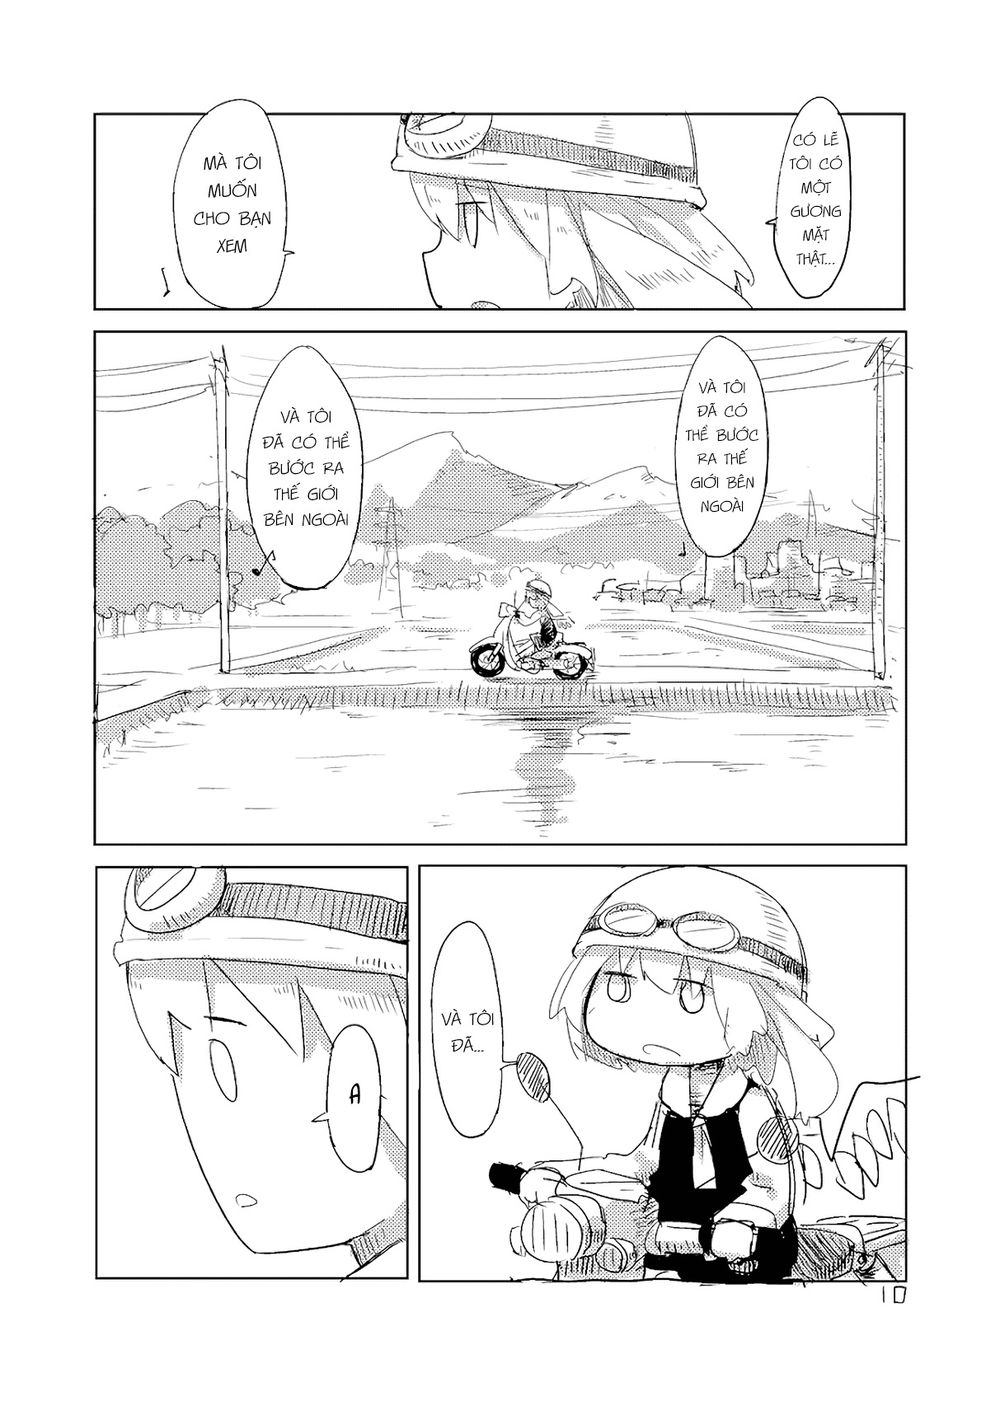 CÓ LẼ
TÔI CÓ
MỘT
GƯƠNG
MẶT
THẬT...
MÀ TÔI
MUỐN
CHO BẠN
XEM
VÀ TÔI
ĐÃ CÓ
THỂ BƯỚC
RA THẾ
GIỚI BÊN
NGOÀI
VÀ TÔI
ĐÃ CÓ THỂ
BƯỚC RA
THẾ GIỚI
BÊN NGOÀI
VÀ TÔI
ĐÃ...
A
10